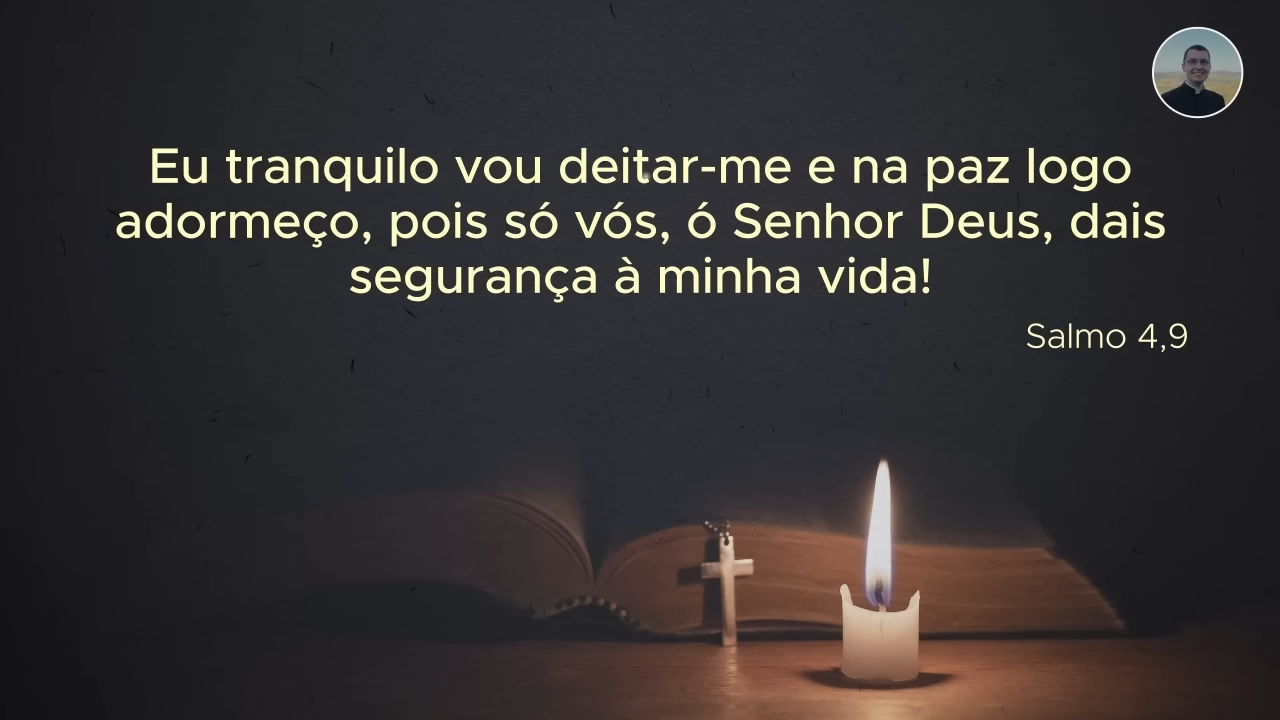 Eu tranquilo vou deitar-me e na paz logo
adormeço, pois só vós, ó Senhor Deus, dais
segurança à minha vida!
Salmo 4,9